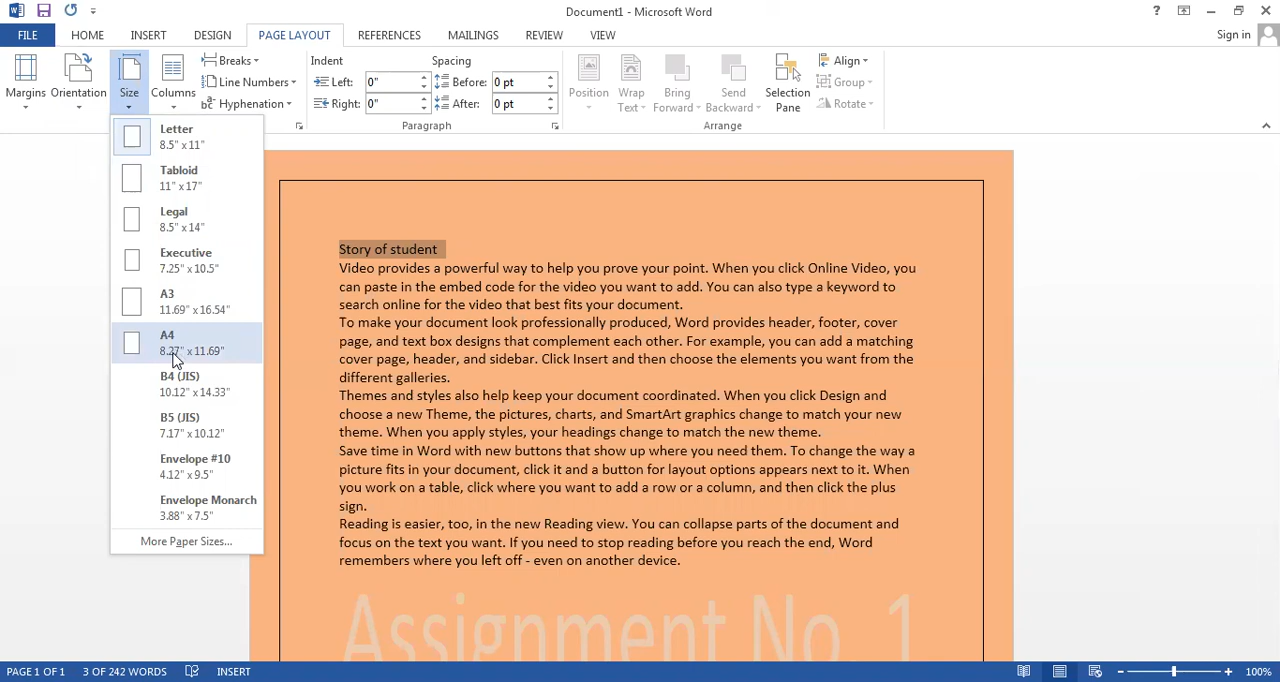 Document1 - Microsoft Word
?
FILE HOME INSERT DESIGN PAGE LAYOUT REFERENCES MAILINGS REVIEW VIEW Sign in
Margins Orientation Size Columns
Breaks
Line Numbers
Hyphenation
Indent
Left: 0"
Right: 0"
Spacing
Before: 0 pt
After: 0 pt
Paragraph
Position
Wrap
Text
Bring
Forward
Send
Backward
Selection
Pane
Align
Group
Rotate
Arrange
Letter
8.5" x 11"
Tabloid
11" x 17"
Legal
8.5" x 14"
Executive
7.25" x 10.5"
A3
11.69" x 16.54"
A4
8.27" x 11.69"
B4 (JIS)
10.12" x 14.33"
B5 (JIS)
7.17" x 10.12"
Envelope #10
4.12" x 9.5"
Envelope Monarch
3.88" x 7.5"
More Paper Sizes...
Story of student
Video provides a powerful way to help you prove your point. When you click Online Video, you
can paste in the embed code for the video you want to add. You can also type a keyword to
search online for the video that best fits your document.
To make your document look professionally produced, Word provides header, footer, cover
page, and text box designs that complement each other. For example, you can add a matching
cover page, header, and sidebar. Click Insert and then choose the elements you want from the
different galleries.
Themes and styles also help keep your document coordinated. When you click Design and
choose a new Theme, the pictures, charts, and SmartArt graphics change to match your new
theme. When you apply styles, your headings change to match the new theme.
Save time in Word with new buttons that show up where you need them. To change the way a
picture fits in your document, click it and a button for layout options appears next to it. When
you work on a table, click where you want to add a row or a column, and then click the plus
sign.
Reading is easier, too, in the new Reading view. You can collapse parts of the document and
focus on the text you want. If you need to stop reading before you reach the end, Word
remembers where you left off - even on another device.
Assignment No. 1
PAGE 1 OF 1 3 OF 242 WORDS INSERT 100%